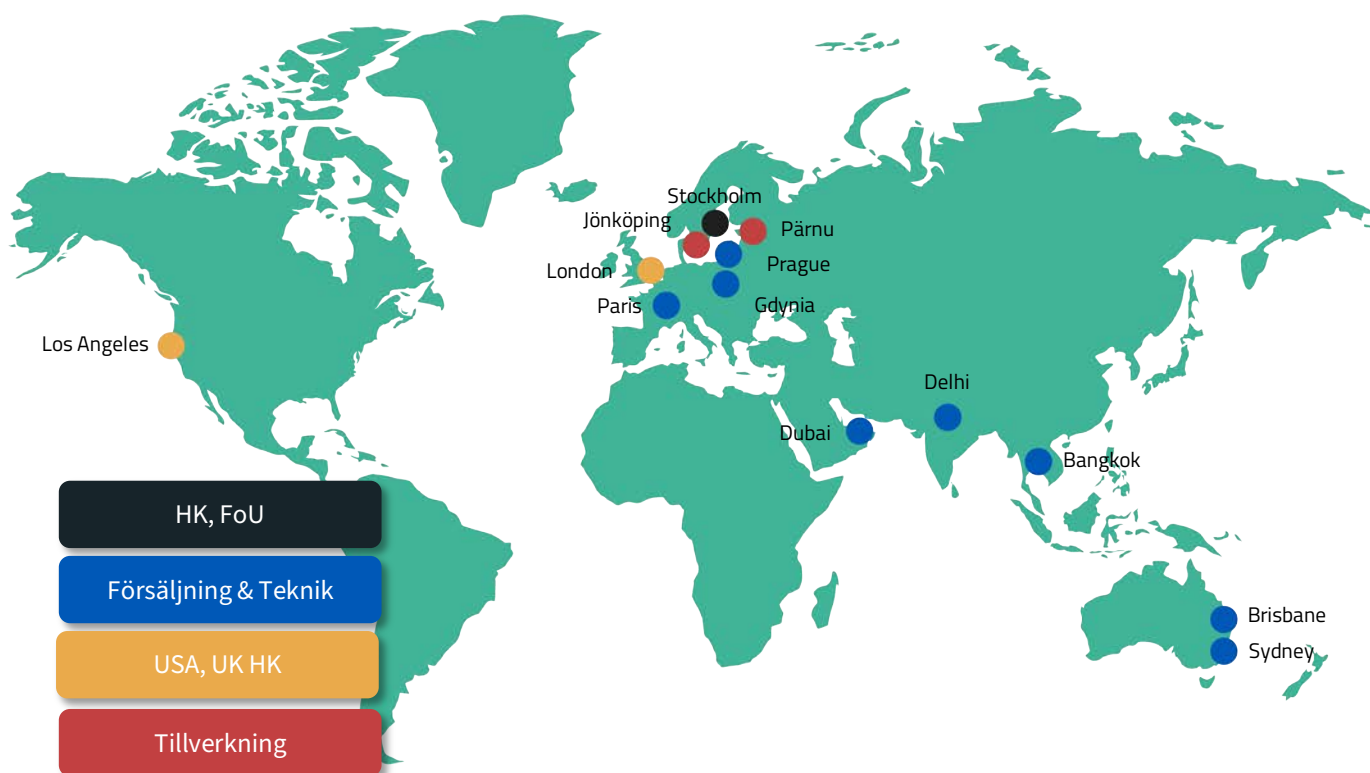 Stockholm
Jönköping
Pärnu
Prague
London
Paris
Gdynia
Los Angeles
Delhi
Dubai
Bangkok
HK, FoU
Försäljning & Teknik
Brisbane
USA, UK HK
Sydney
Tillverkning